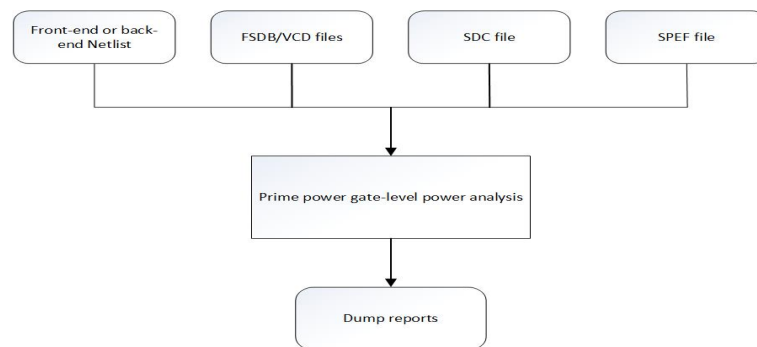 Front-end or back-
end Netlist
FSDB/VCD files
SDC file
SPEF file
Prime power gate-level power analysis
Dump reports